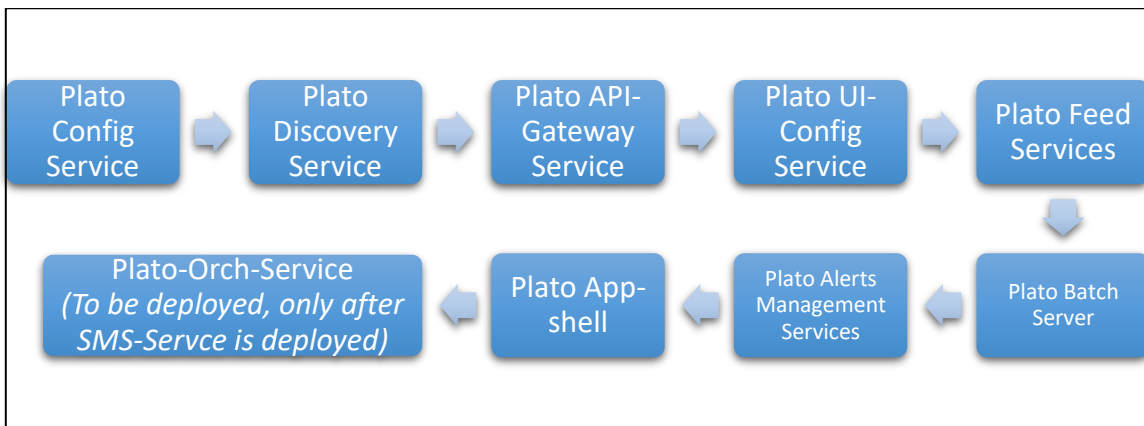 Plato
Config
Service
Plato
Discovery
Service
Plato API-
Gateway
Service
Plato UI-
Config
Service
Plato Feed
Services
Plato Batch
Server
Plato Alerts
Management
Services
Plato App-
shell
Plato-Orch-Service
(To be deployed, only after
SMS-Servce is deployed)